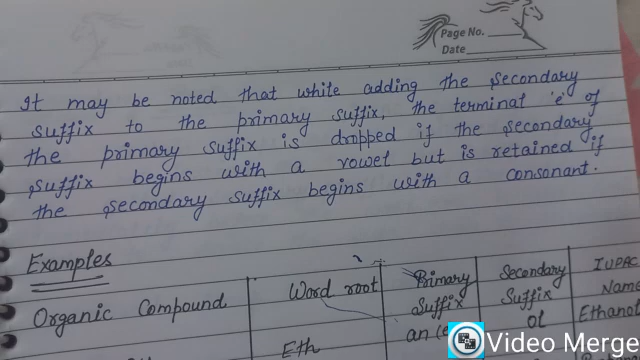 Page No.
Date
It may be noted that while adding the secondary
suffix to the primary suffix, the terminal 'e' of
the primary suffix is dropped if the secondary
suffix begins with a vowel but is retained if
the secondary suffix begins with a consonant.
Examples
Organic Compound Word root Primary Suffix Secondary Suffix IUPAC Name
Eth an(e) ol Ethanol
Video Merge